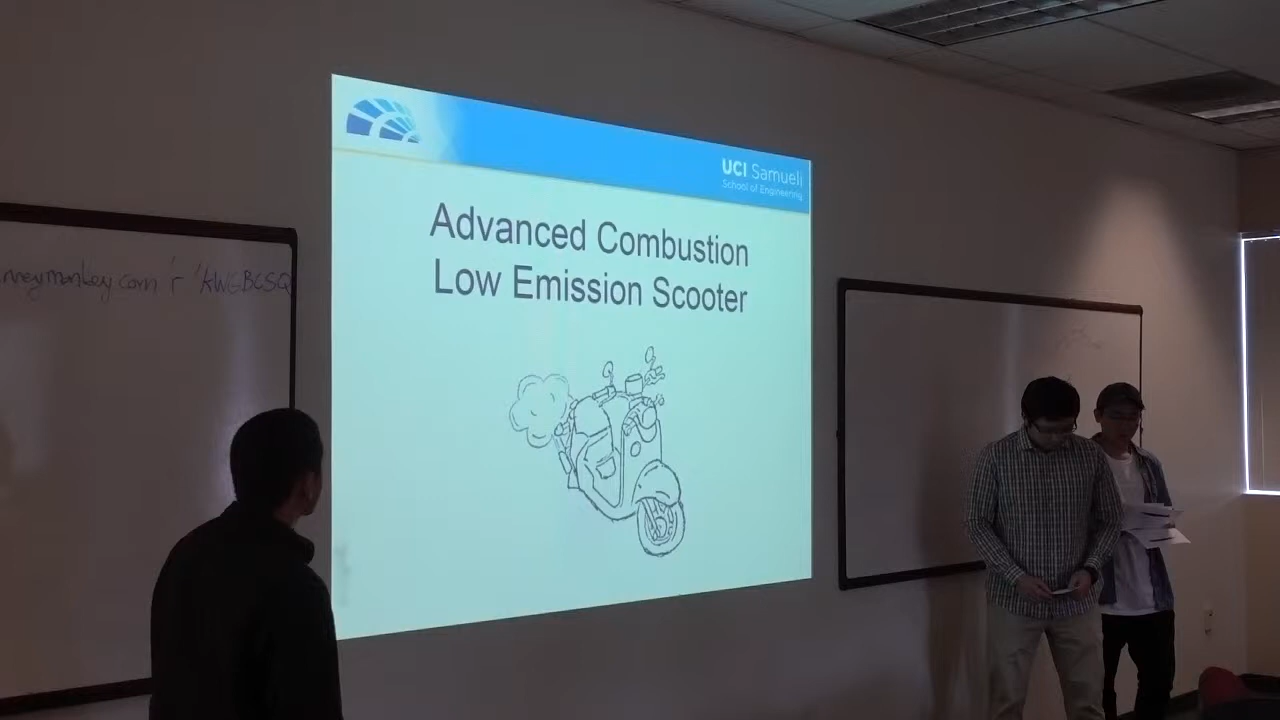 UCI Samueli
School of Engineering
Advanced Combustion
Low Emission Scooter